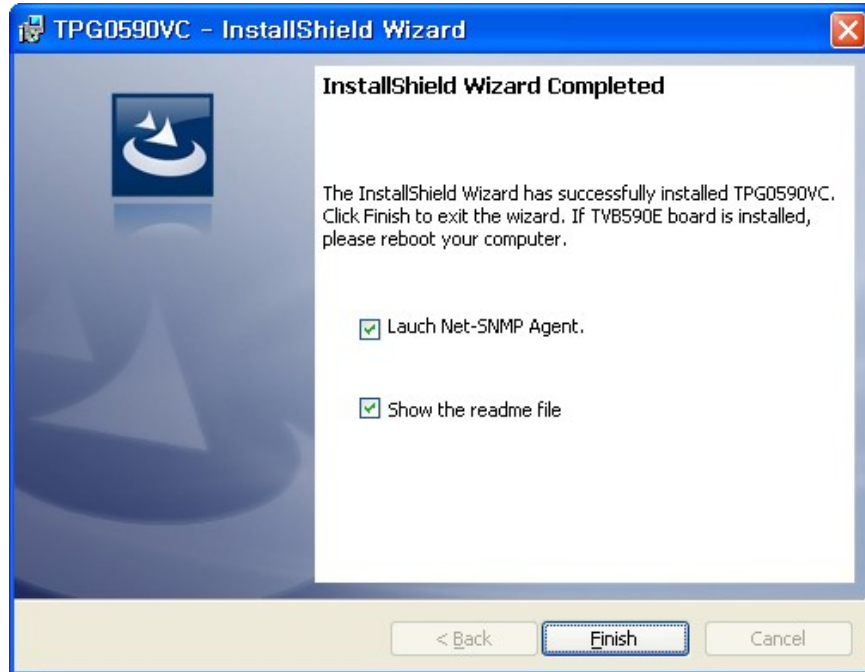 TPG0590VC - InstallShield Wizard
InstallShield Wizard Completed
The InstallShield Wizard has successfully installed TPG0590VC.
Click Finish to exit the wizard. If TVB590E board is installed,
please reboot your computer.
Lauch Net-SNMP Agent.
Show the readme file
< Back
Finish
Cancel